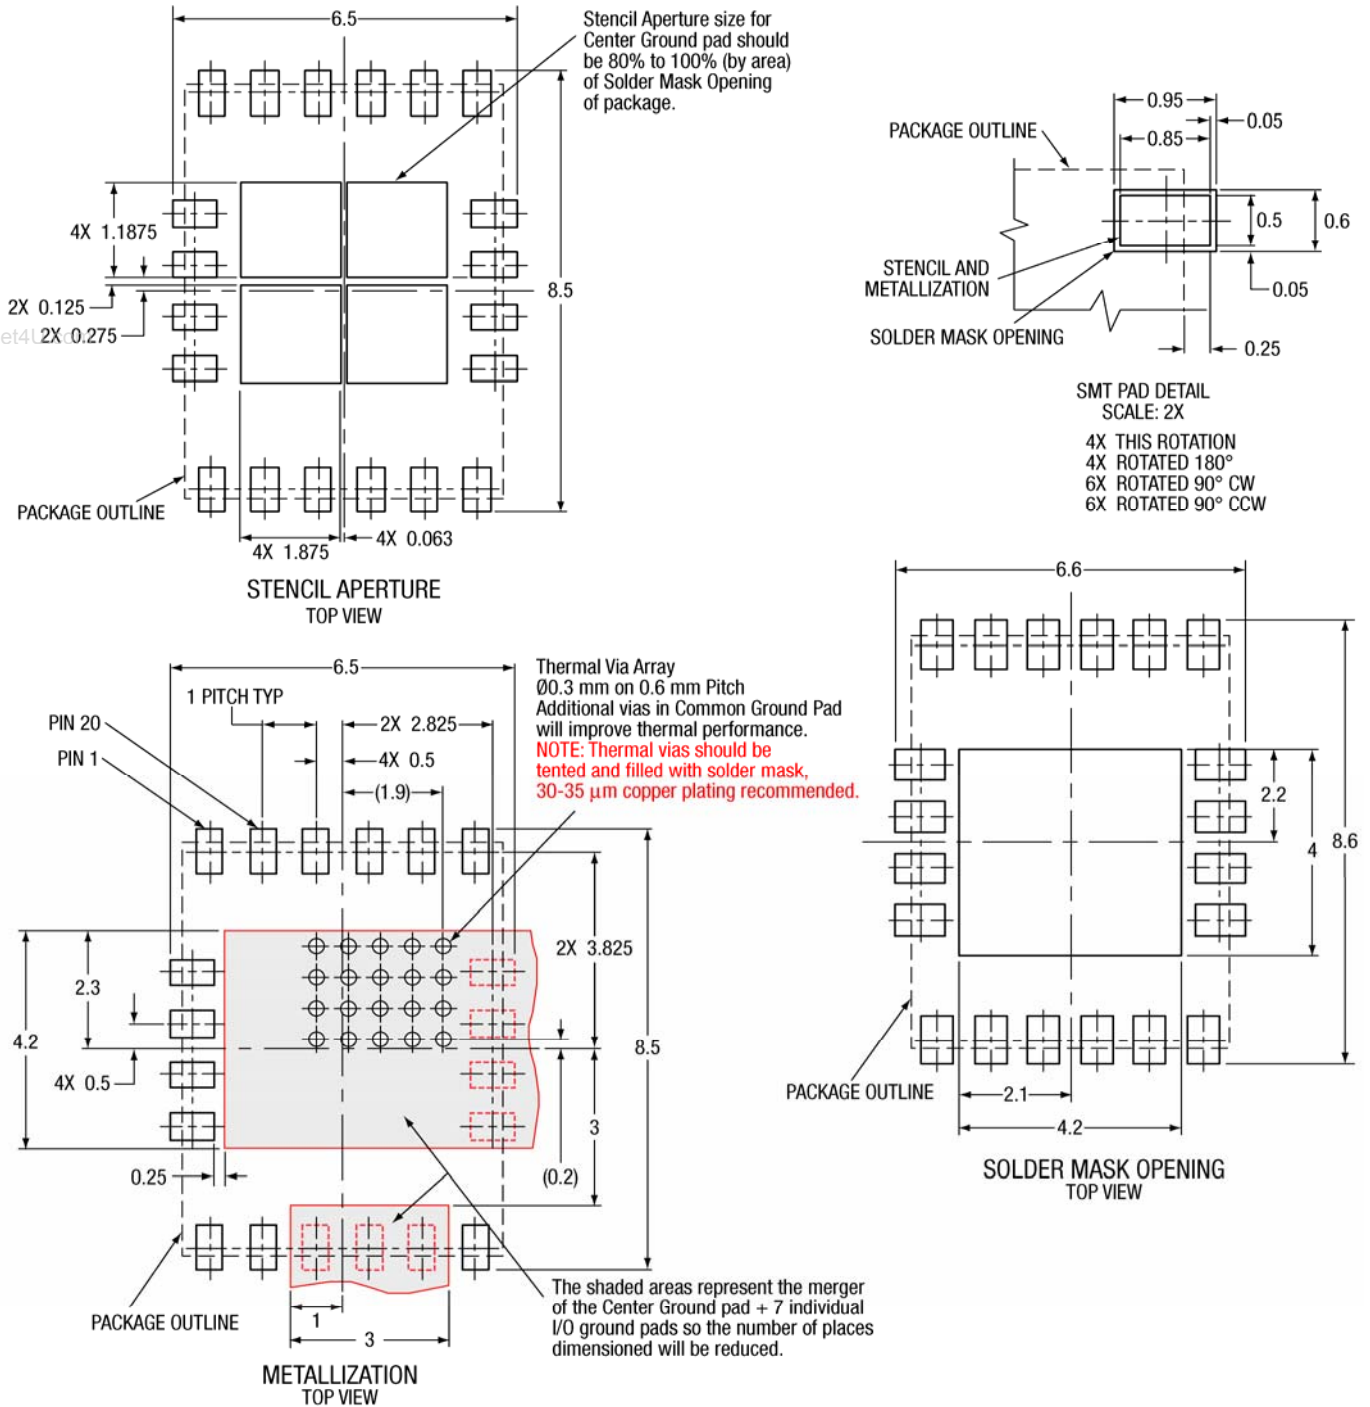 6.5
Stencil Aperture size for
Center Ground pad should
be 80% to 100% (by area)
of Solder Mask Opening
of package.
4X 1.1875
2X 0.125
2X 0.275
8.5
PACKAGE OUTLINE
4X 1.875
4X 0.063
STENCIL APERTURE
TOP VIEW
0.95
0.05
0.85
PACKAGE OUTLINE
0.5
0.6
STENCIL AND
METALLIZATION
0.05
SOLDER MASK OPENING
0.25
SMT PAD DETAIL
SCALE: 2X
4X THIS ROTATION
4X ROTATED 180°
6X ROTATED 90° CW
6X ROTATED 90° CCW
6.5
1 PITCH TYP
PIN 20
PIN 1
2X 2.825
4X 0.5
(1.9)
Thermal Via Array
Ø0.3 mm on 0.6 mm Pitch
Additional vias in Common Ground Pad
will improve thermal performance.
NOTE: Thermal vias should be
tented and filled with solder mask,
30-35 µm copper plating recommended.
2X 3.825
2.3
4.2
4X 0.5
8.5
3
0.25
(0.2)
PACKAGE OUTLINE
1
3
The shaded areas represent the merger
of the Center Ground pad + 7 individual
I/O ground pads so the number of places
dimensioned will be reduced.
METALLIZATION
TOP VIEW
6.6
2.2
4
8.6
PACKAGE OUTLINE
2.1
4.2
SOLDER MASK OPENING
TOP VIEW